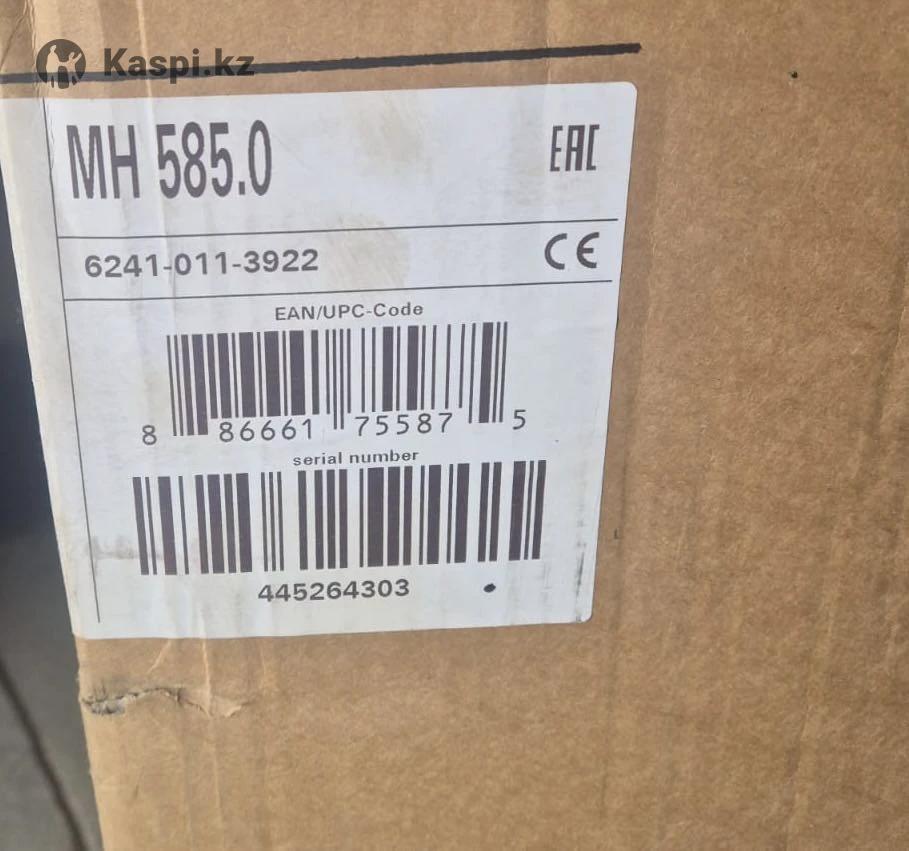 Kaspi.kz
MH 585.0
EAC
6241-011-3922
CE
EAN/UPC-Code
8 86661 75587 5
serial number
445264303